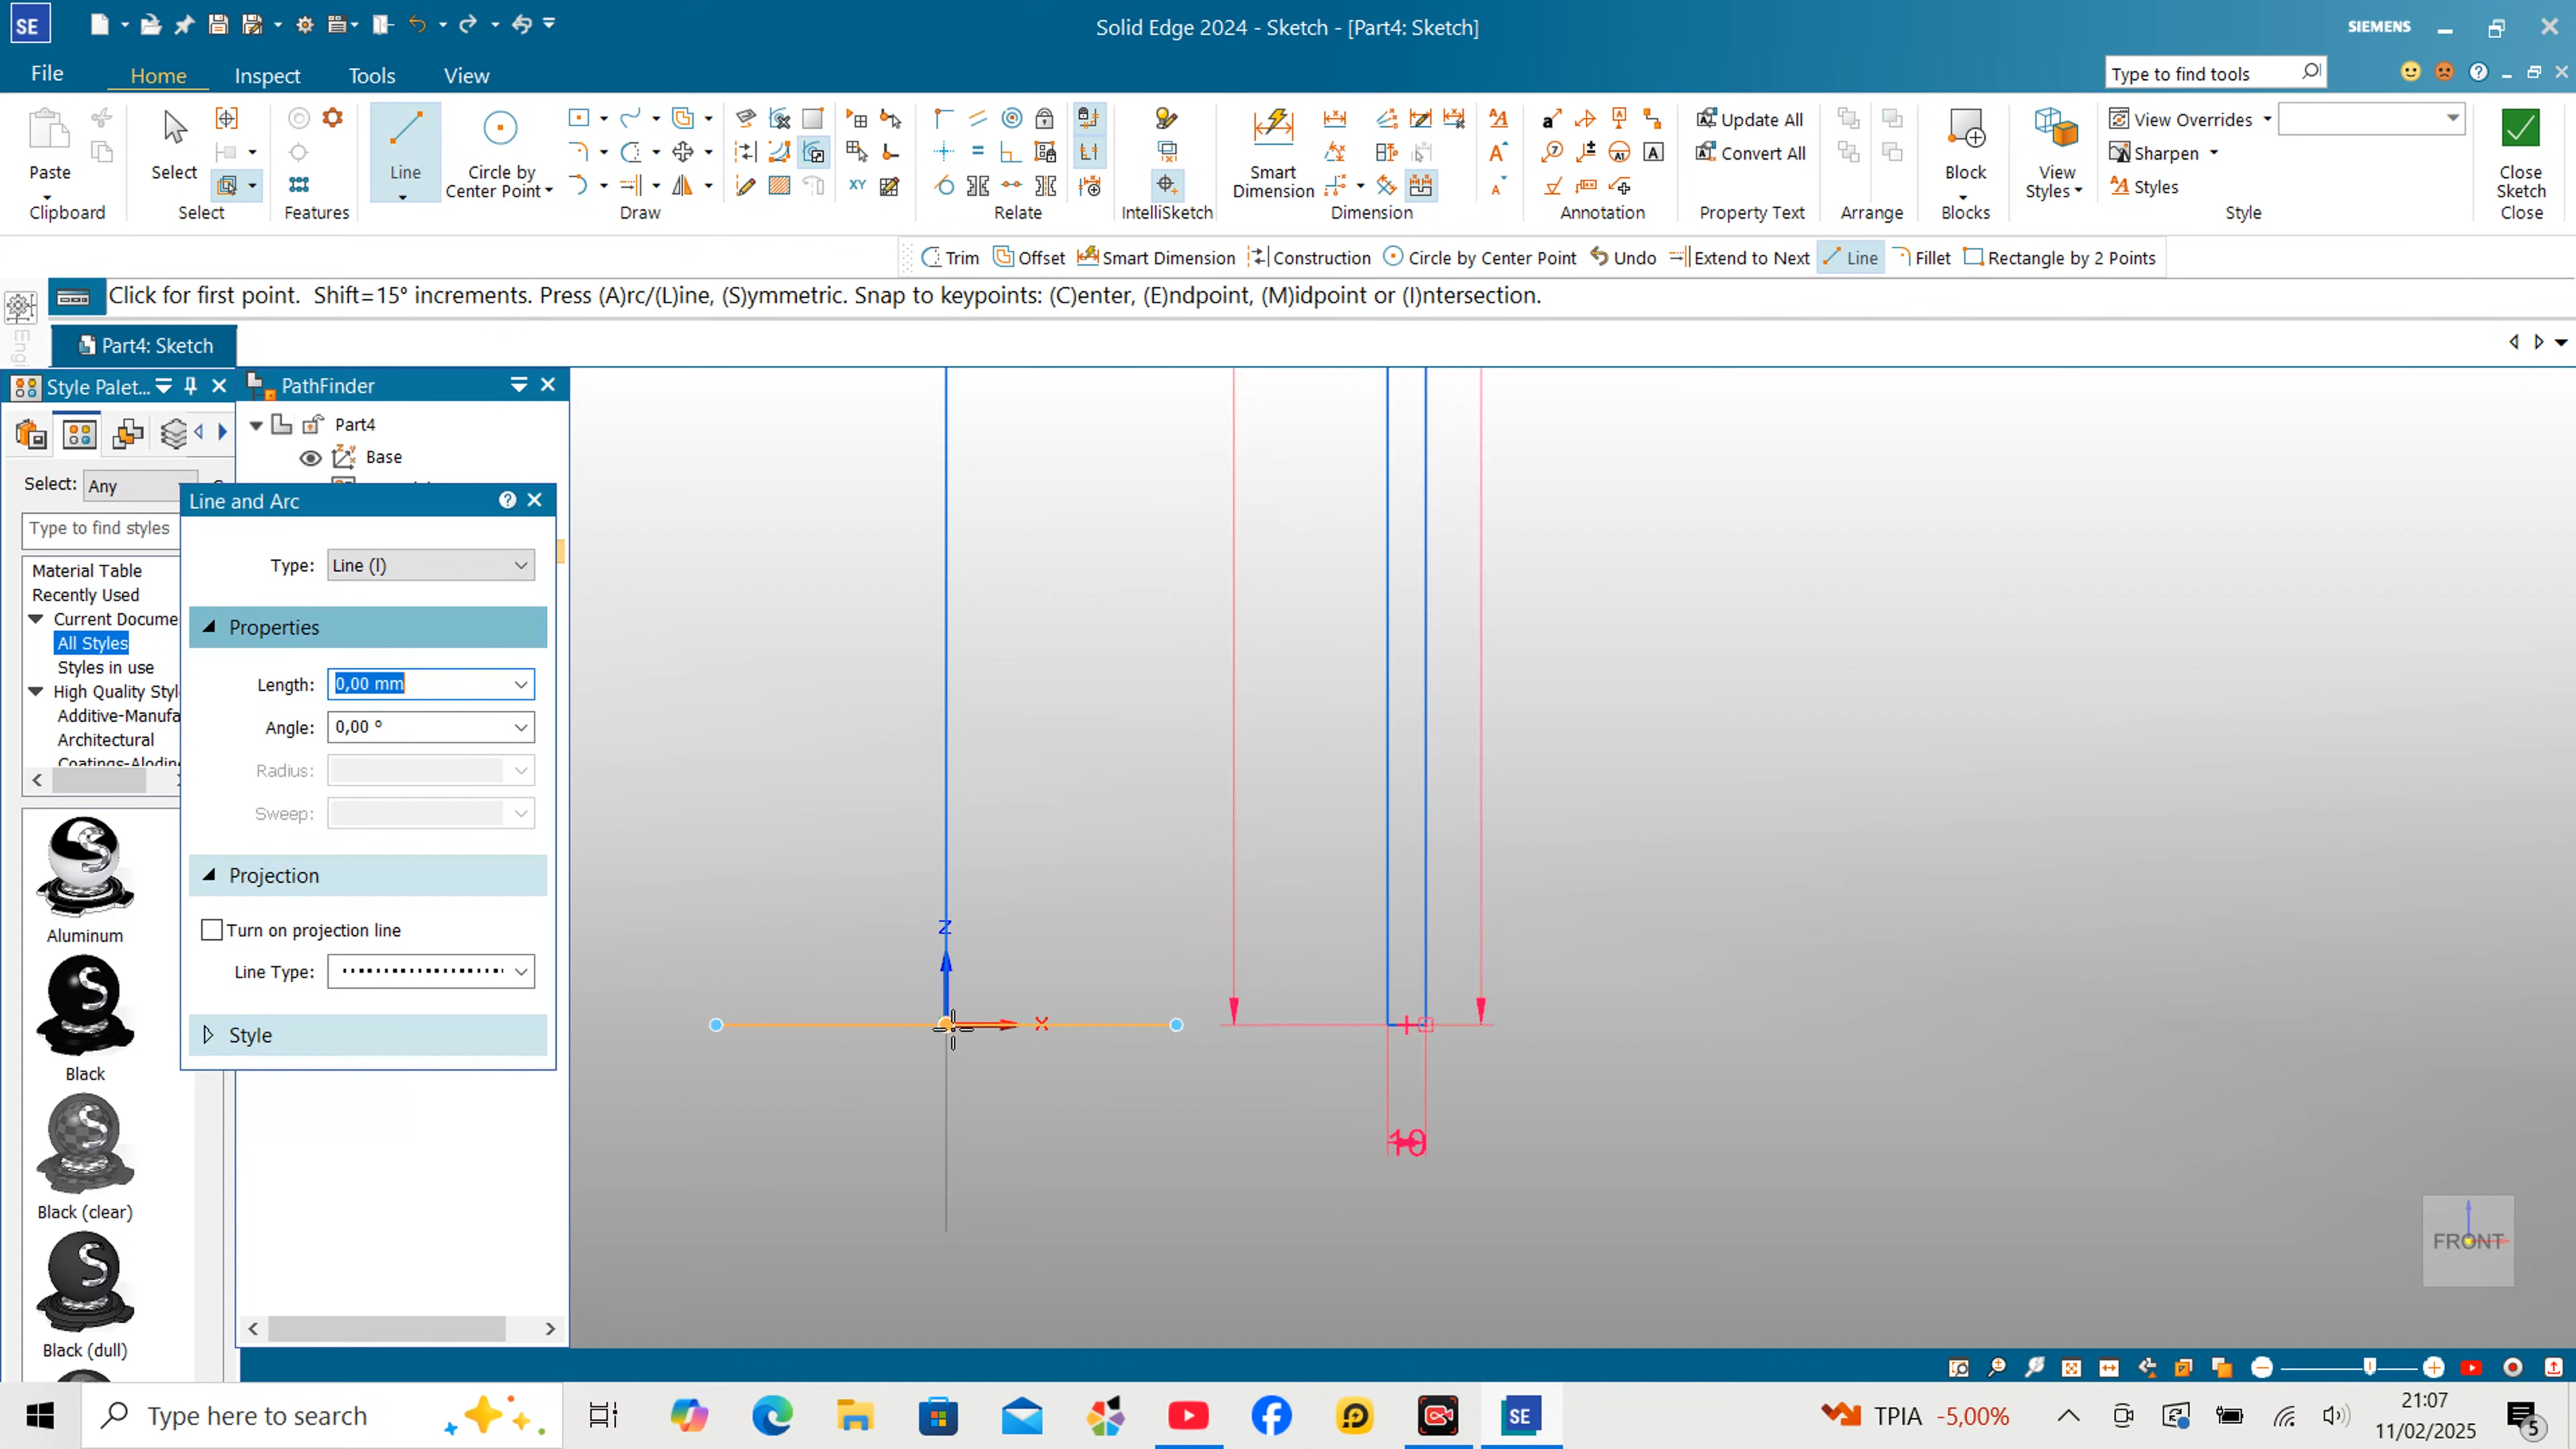 SE
Solid Edge 2024 - Sketch - [Part4: Sketch]
SIEMENS
File Home Inspect Tools View
Type to find tools
Paste
Select
Line
Circle by Center Point
Smart Dimension
Update All
Convert All
Block
View Styles
View Overrides
Sharpen
Styles
Close Sketch
Clipboard Select Features Draw Relate IntelliSketch Dimension Annotation Property Text Arrange Blocks Style Close
Trim Offset Smart Dimension Construction Circle by Center Point Undo Extend to Next Line Fillet Rectangle by 2 Points
Click for first point. Shift=15° increments. Press (A)rc/(L)ine, (S)ymmetric. Snap to keypoints: (C)enter, (E)ndpoint, (M)idpoint or (I)ntersection.
Engi
Part4: Sketch
Style Palet...
PathFinder
Part4
Base
Select: Any
Type to find styles
Material Table
Recently Used
Current Docume
All Styles
Styles in use
High Quality Styl
Additive-Manufa
Architectural
Coatings-Alodin
Line and Arc
Type: Line (l)
Properties
Length: 0,00 mm
Angle: 0,00 °
Radius:
Sweep:
Projection
Turn on projection line
Line Type:
Style
Aluminum
Black
Black (clear)
Black (dull)
Z
X
10
FRONT
Type here to search
SE
TPIA -5,00%
21:07
11/02/2025
5